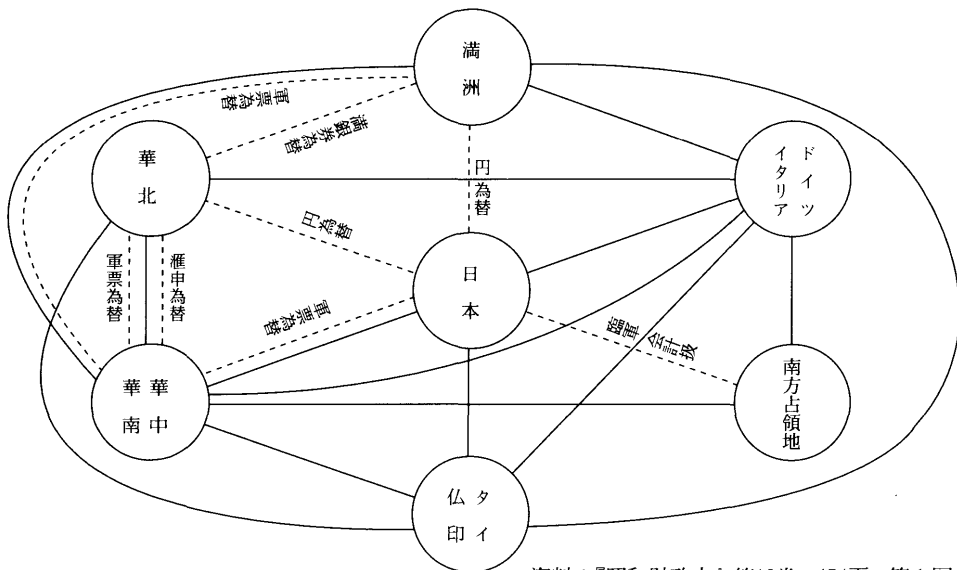 満洲
軍票為替
満銀券為替
華北
円為替
ドイツ
イタリア
円為替
日本
軍票為替
滙申為替
軍票為替
臨軍会計扱
華中
華南
南方占領地
タイ
仏印